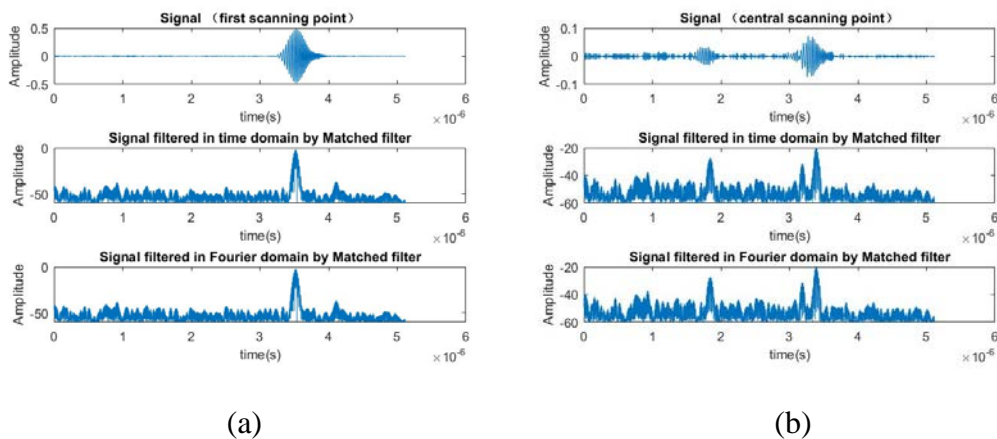 Signal （first scanning point）
0.5
0
-0.5
Amplitude
0 1 2 3 4 5 6
time(s)
×10^-6
Signal filtered in time domain by Matched filter
0
-50
Amplitude
0 1 2 3 4 5 6
time(s)
×10^-6
Signal filtered in Fourier domain by Matched filter
0
-50
Amplitude
0 1 2 3 4 5 6
time(s)
×10^-6
(a)
Signal （central scanning point）
0.1
0
0.1
Amplitude
0 1 2 3 4 5 6
time(s)
×10^-6
Signal filtered in time domain by Matched filter
-20
-40
-60
Amplitude
0 1 2 3 4 5 6
time(s)
×10^-6
Signal filtered in Fourier domain by Matched filter
-20
-40
-60
Amplitude
0 1 2 3 4 5 6
time(s)
×10^-6
(b)